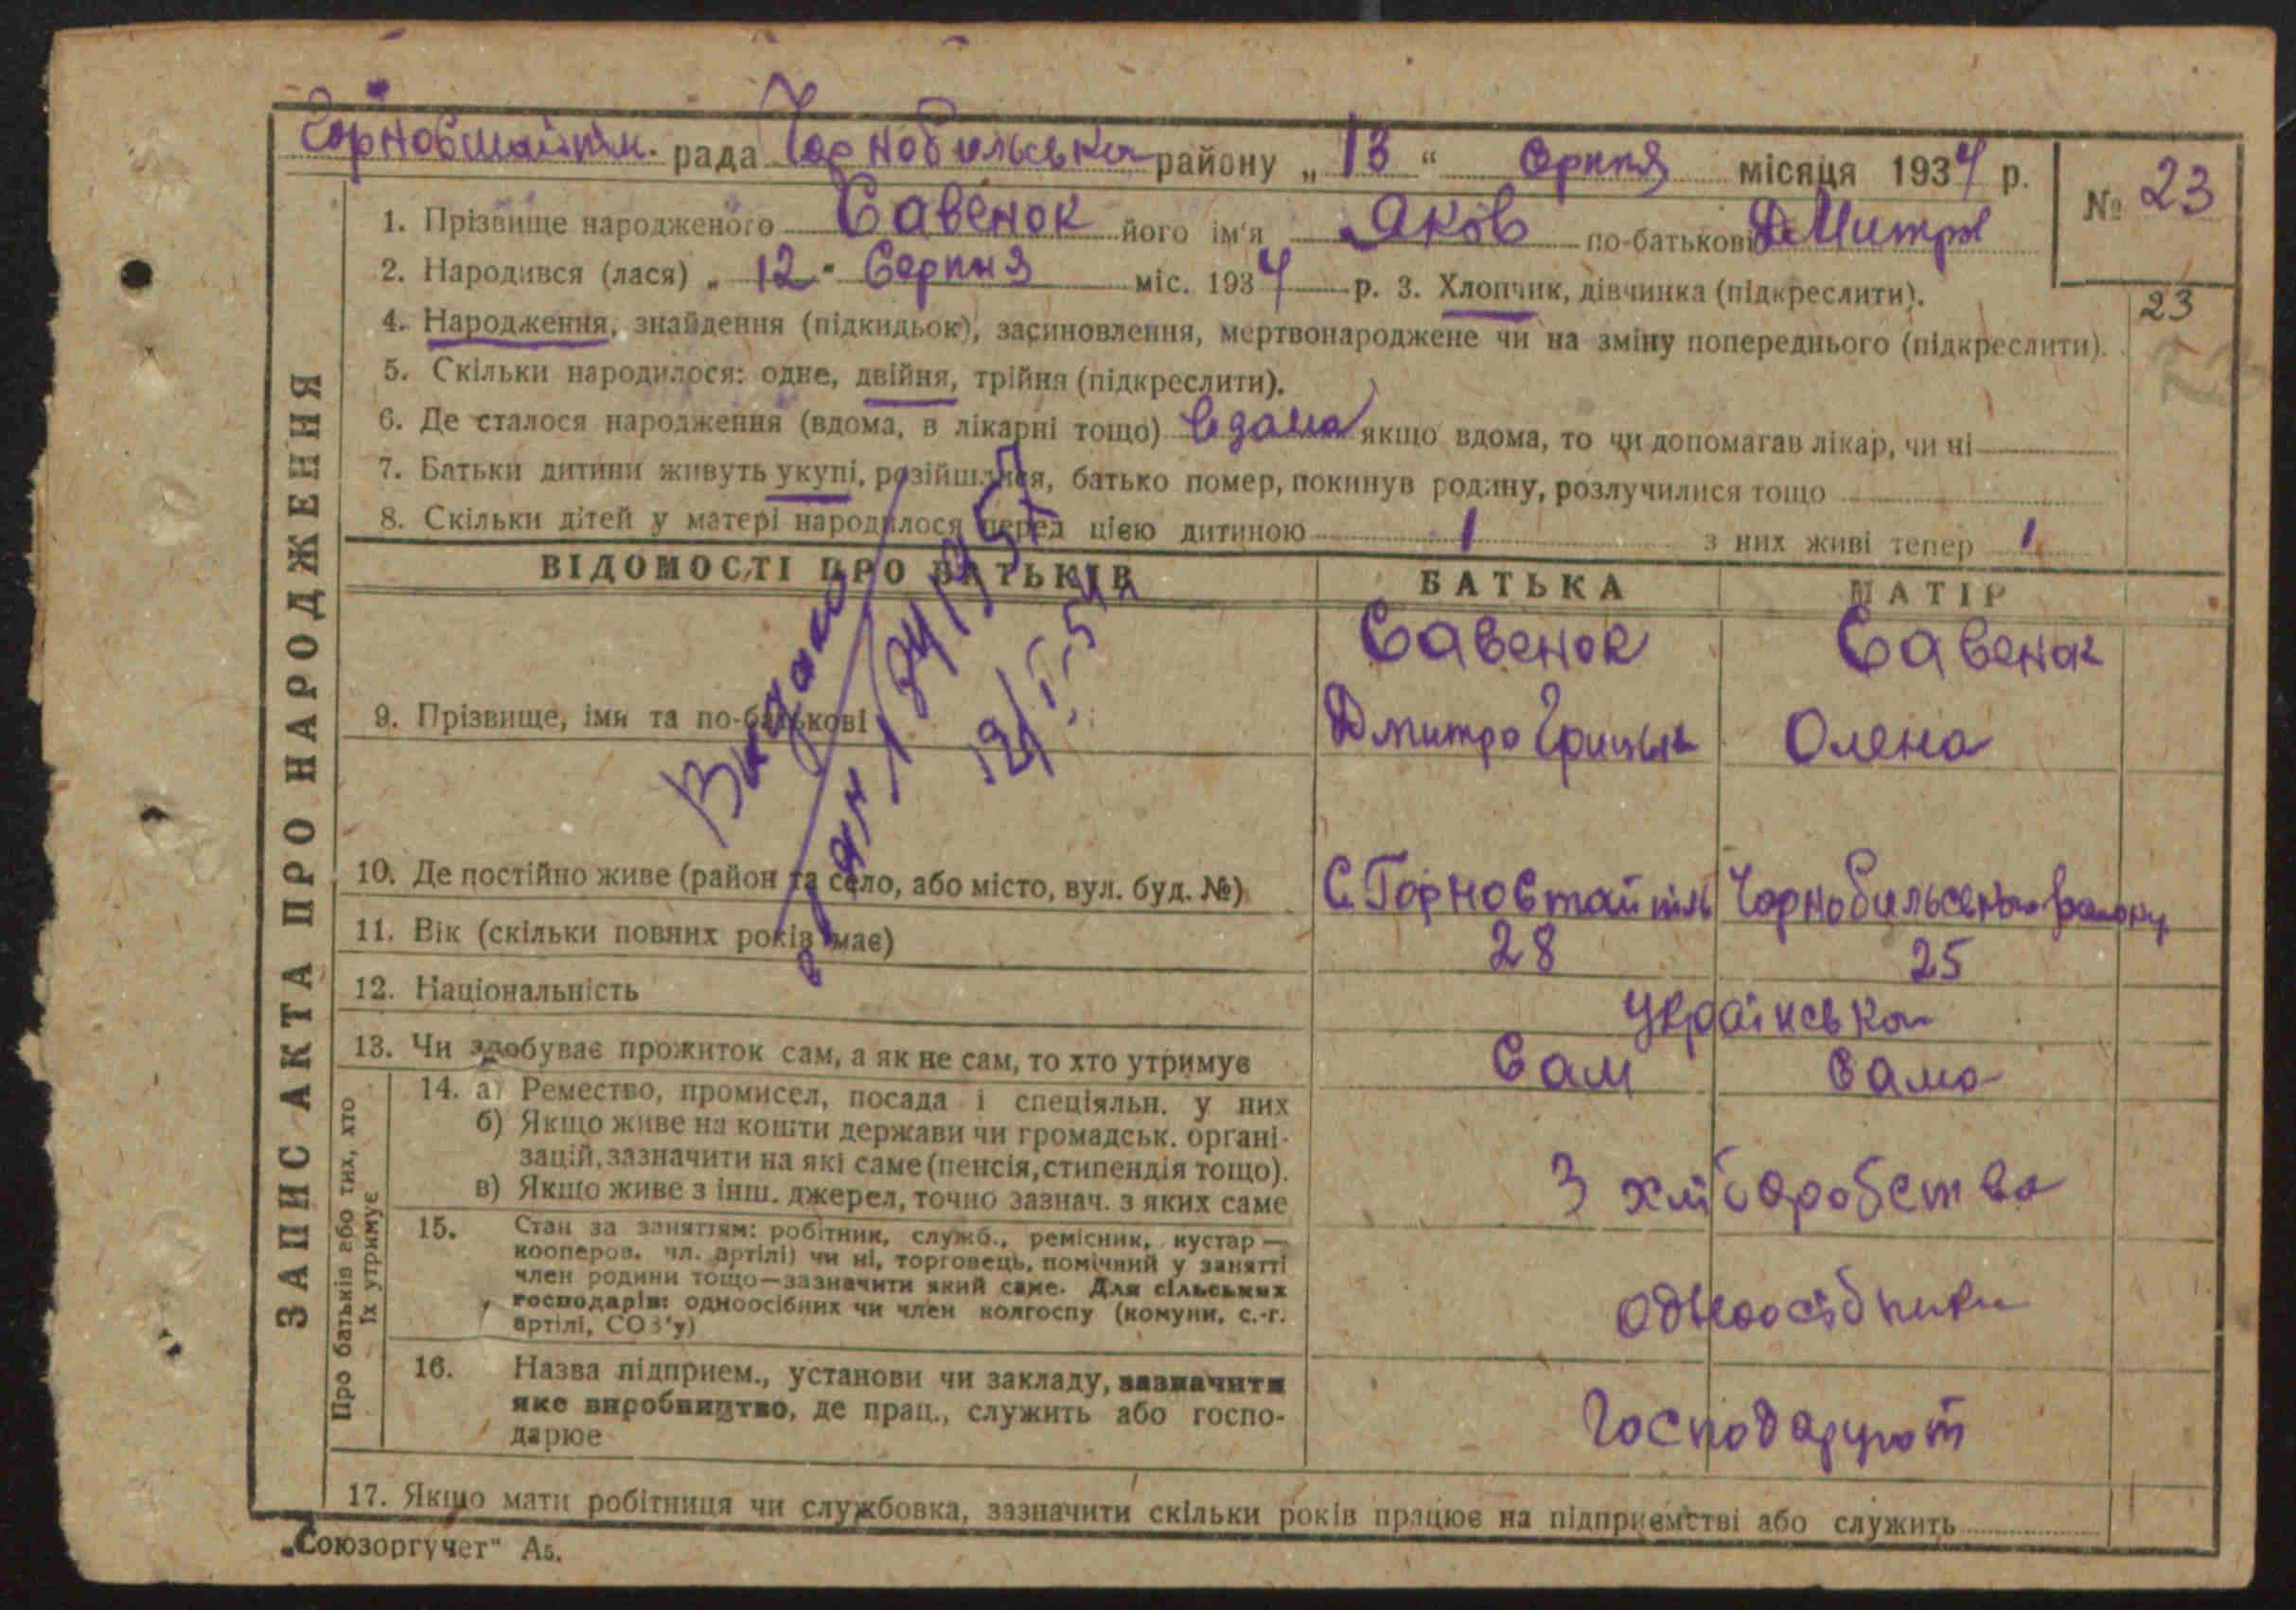 Горновстайпіл. рада Чорнобильська району „13“ Серпня місяця 1934 р.
№ 23
1. Прізвище народженого Савенок його ім'я Яков по-батькові Дмитро
2. Народився (лася) „12" Серпня міс. 1934 р. 3. Хлопчик, дівчинка (підкреслити).
23
4. Народження, знайдення (підкидьок), засиновлення, мертвонароджене чи на зміну попереднього (підкреслити).
5. Скільки народилося: одне, двійня, трійня (підкреслити).
6. Де сталося народження (вдома, в лікарні тощо) вдома якщо вдома, то чи допомагав лікар, чи ні
7. Батьки дитини живуть укупі, розійшлися, батько помер, покинув родину, розлучилися тощо
8. Скільки дітей у матері народилося перед цією дитиною 1 з них живі тепер 1
ЗАПИС АКТА ПРО НАРОДЖЕННЯ
ВІДОМОСТІ ПРО БАТЬКІВ БАТЬКА МАТІР
Савенок Савенок
9. Прізвище, імя та по-батькові Дмитро Грицьк Олена
10. Де постійно живе (район та село, або місто, вул. буд. №) С. Горновстайпіль Чорнобильського району
11. Вік (скільки повних років має) 28 25
12. Національність Українська
13. Чи здобуває прожиток сам, а як не сам, то хто утримує Сам Сама
Про батьків або тих, хто їх утримує
14. а) Ремество, промисел, посада і спеціяльн. у них
б) Якщо живе на кошти держави чи громадськ. органі-
зацій, зазначити на які саме (пенсія, стипендія тощо).
в) Якщо живе з інш. джерел, точно зазнач. з яких саме
З хліборобства
15. Стан за заняттям: робітник, служб., ремісник, кустар —
кооперов. чл. артілі) чи ні, торговець, помічний у занятті
член родини тощо—зазначити який саме. Для сільських
господарів: одноосібних чи член колгоспу (комуни, с.-г.
артілі, СОЗ'у)
одноосібники
16. Назва підприєм., установи чи закладу, зазначити
яке виробництво, де прац., служить або госпо-
дарює
Господарують
17. Якщо мати робітниця чи службовка, зазначити скільки років працює на підприємстві або служить
„Союзоргучет" А5.